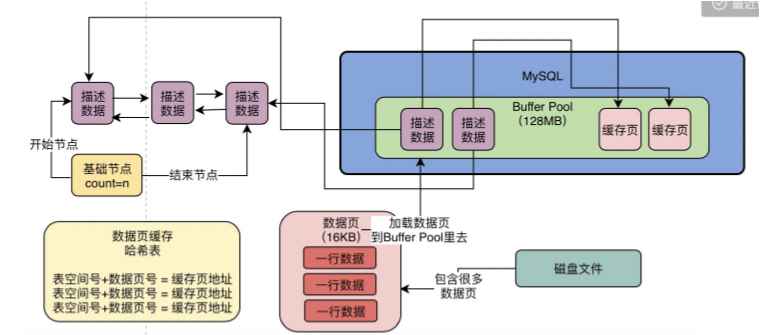 最近
MySQL
Buffer Pool
（128MB）
描述
数据
描述
数据
描述
数据
描述
数据
描述
数据
缓存页
缓存页
开始节点
基础节点
count=n
结束节点
数据页
（16KB）
加载数据页
到Buffer Pool里去
一行数据
一行数据
一行数据
包含很多
数据页
磁盘文件
数据页缓存
哈希表
表空间号+数据页号 = 缓存页地址
表空间号+数据页号 = 缓存页地址
表空间号+数据页号 = 缓存页地址